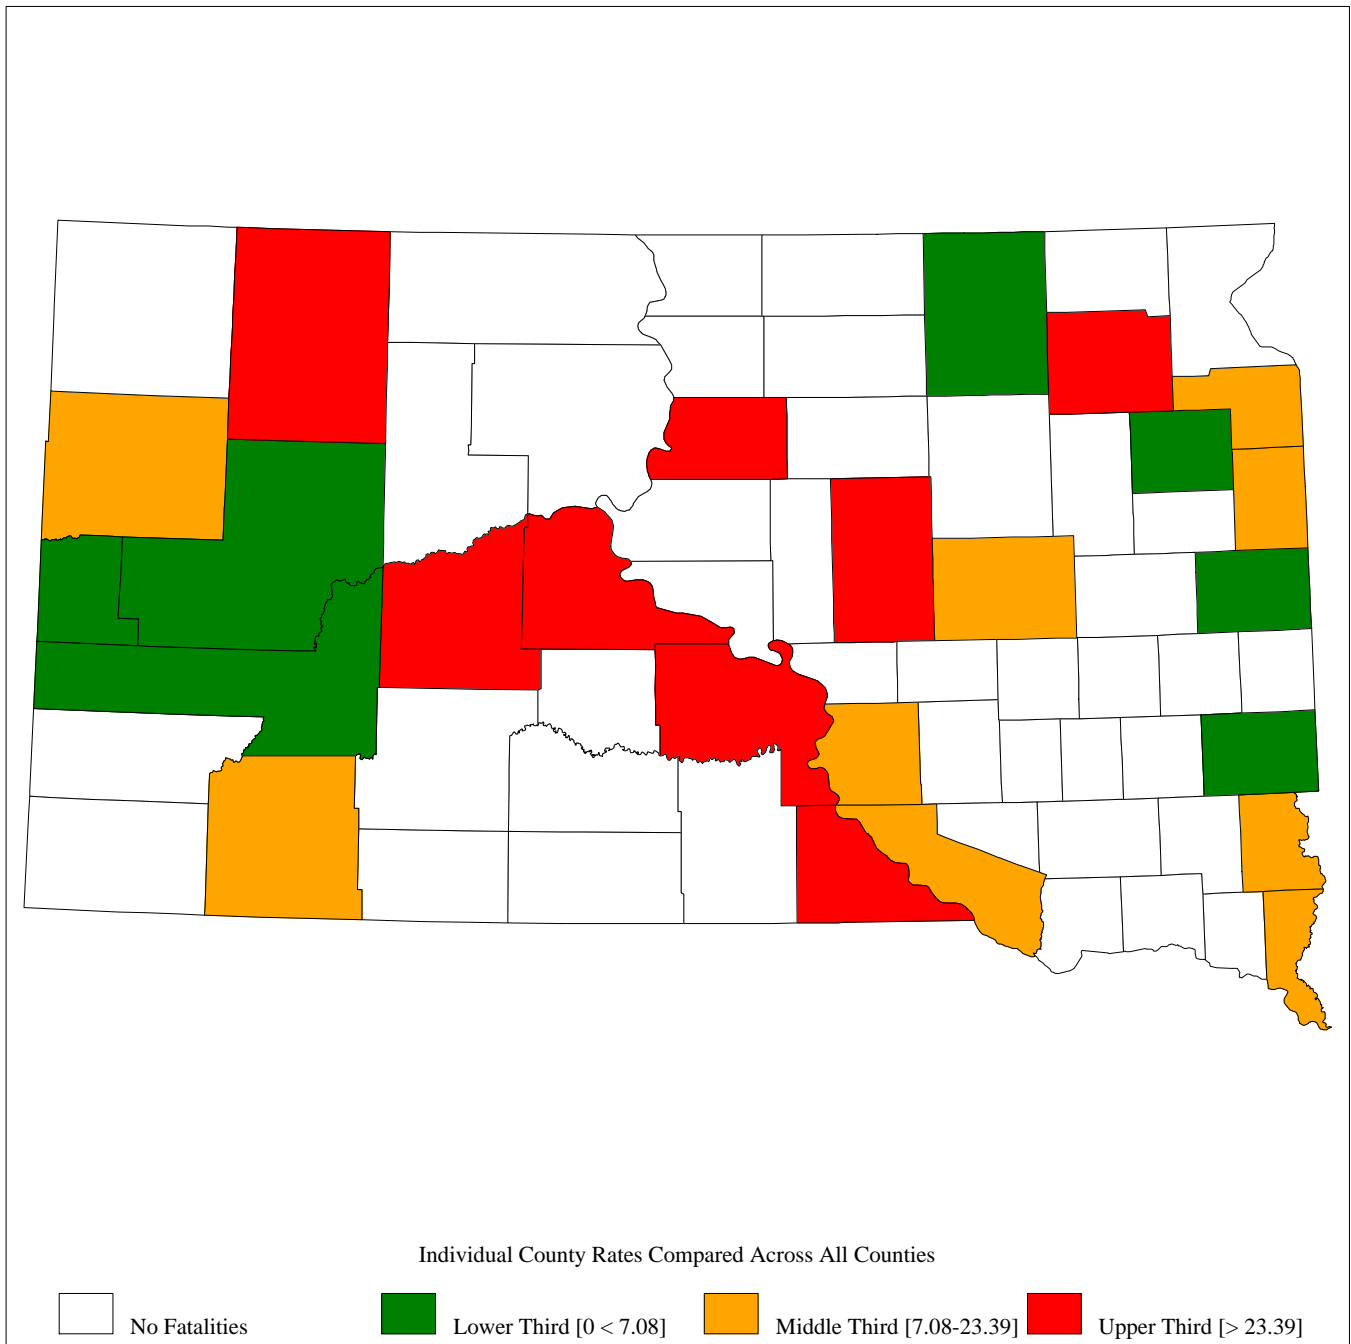 Individual County Rates Compared Across All Counties
No Fatalities Lower Third [0 < 7.08] Middle Third [7.08-23.39] Upper Third [> 23.39]